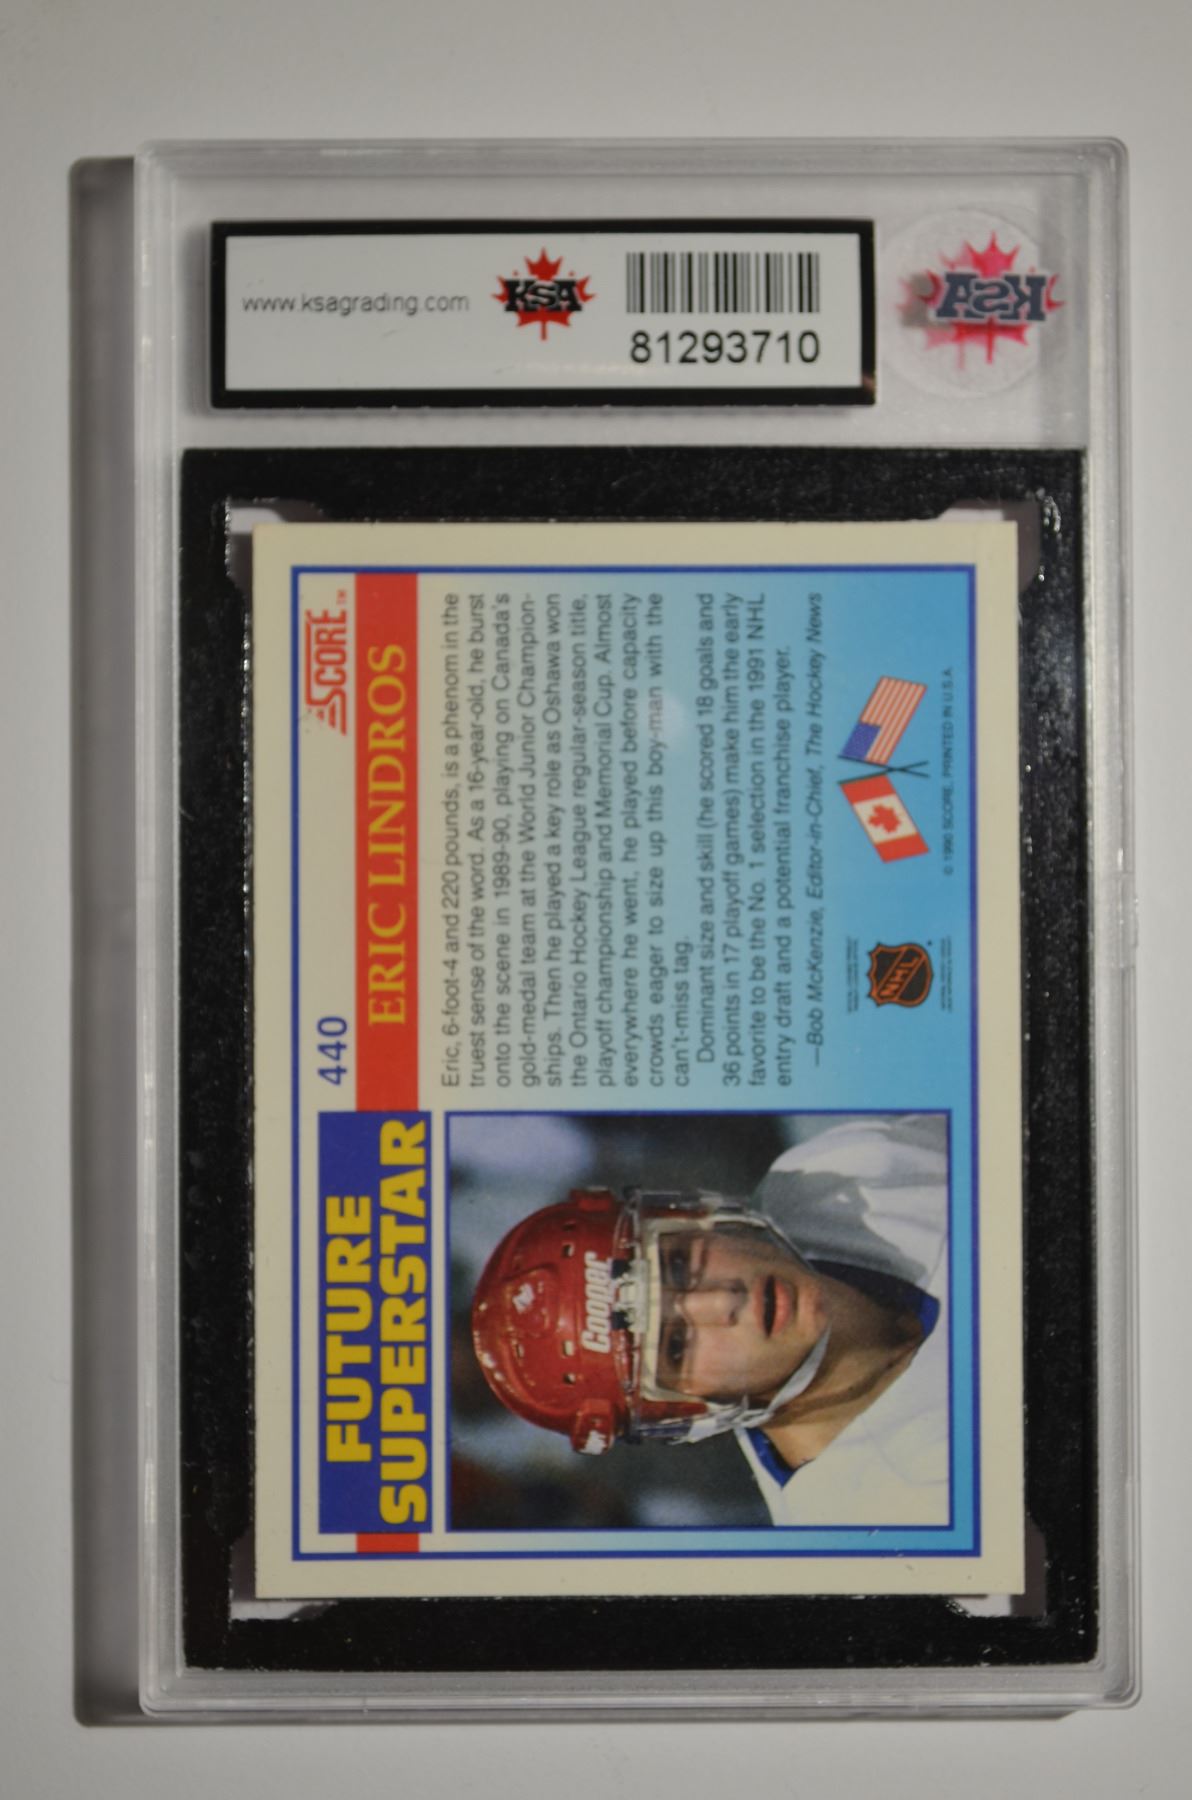 www.ksagrading.com
KSA
81293710
KSA
SCORE™
440
FUTURE
SUPERSTAR
ERIC LINDROS
Eric, 6-foot-4 and 220 pounds, is a phenom in the
truest sense of the word. As a 16-year-old, he burst
onto the scene in 1989-90, playing on Canada's
gold-medal team at the World Junior Champion-
ships. Then he played a key role as Oshawa won
the Ontario Hockey League regular-season title,
playoff championship and Memorial Cup. Almost
everywhere he went, he played before capacity
crowds eager to size up this boy-man with the
can't-miss tag.
Dominant size and skill (he scored 18 goals and
36 points in 17 playoff games) make him the early
favorite to be the No. 1 selection in the 1991 NHL
entry draft and a potential franchise player.
—Bob McKenzie, Editor-in-Chief, The Hockey News
Cooper
NHL
© 1990 SCORE, PRINTED IN U.S.A.